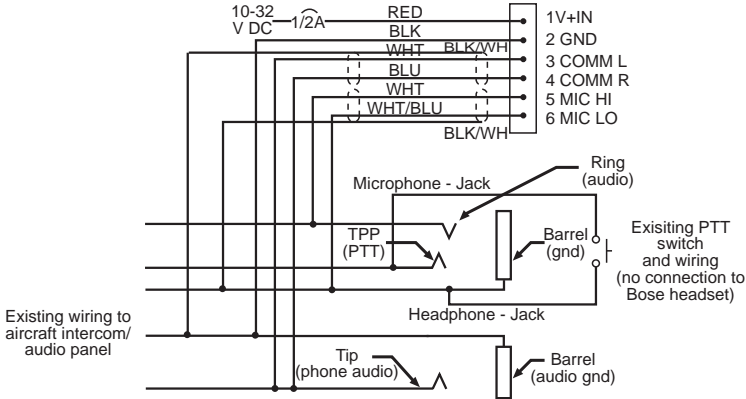 10-32
V DC
1/2A
RED
1V+IN
BLK
2 GND
WHT
BLK/WH
3 COMM L
BLU
4 COMM R
WHT
5 MIC HI
WHT/BLU
6 MIC LO
BLK/WH
Ring
(audio)
Microphone - Jack
TPP
(PTT)
Barrel
(gnd)
Exisiting PTT
switch
and wiring
(no connection to
Bose headset)
Headphone - Jack
Existing wiring to
aircraft intercom/
audio panel
Tip
(phone audio)
Barrel
(audio gnd)